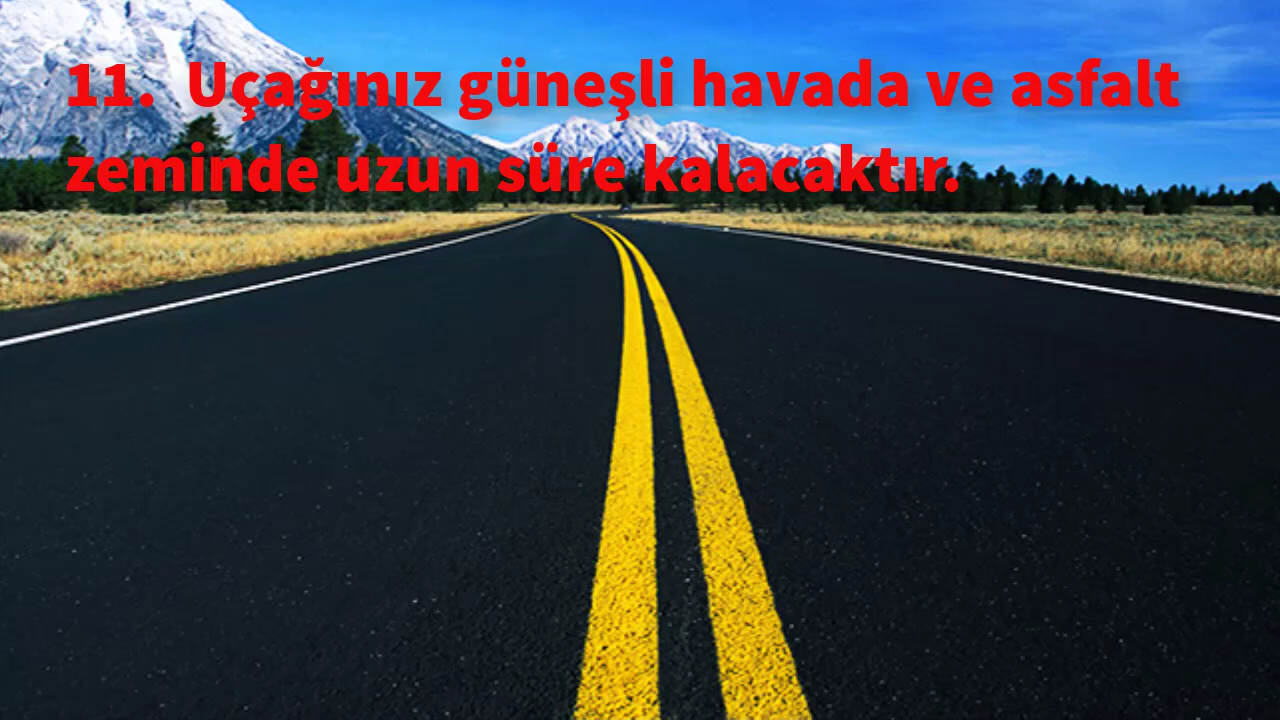 11. Uçağınız güneşli havada ve asfalt
zeminde uzun süre kalacaktır.